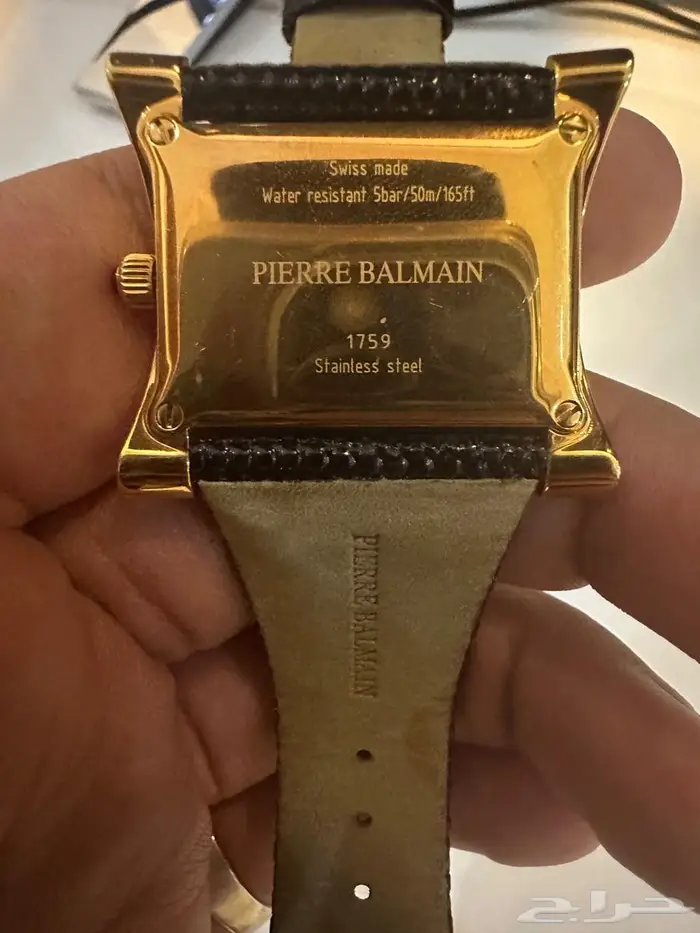 Swiss made
Water resistant 5bar/50m/165ft
PIERRE BALMAIN
1759
Stainless steel
PIERRE BALMAIN
حراج